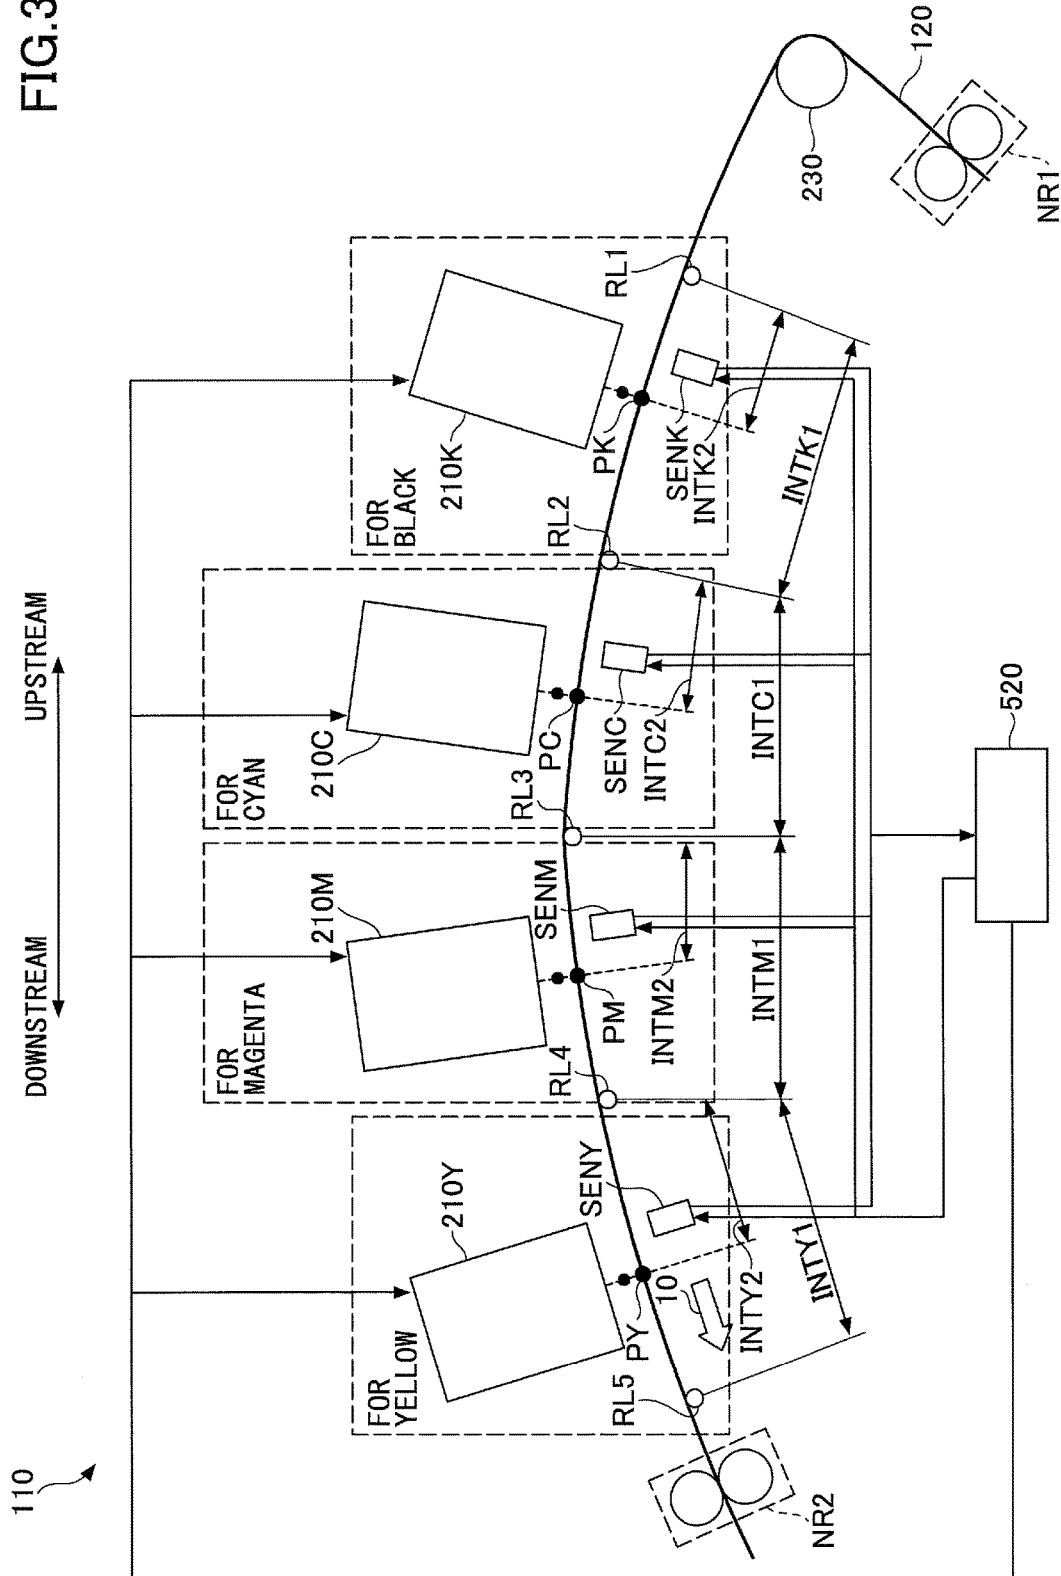 FIG.3
110
DOWNSTREAM
UPSTREAM
FOR
YELLOW
210Y
FOR
MAGENTA
210M
FOR
CYAN
210C
FOR
BLACK
210K
230
120
NR1
NR2
RL5
PY
10
SENY
INTY2
INTY1
RL4
PM
SENM
INTM2
INTM1
RL3
PC
SENC
INTC2
INTC1
RL2
PK
SENK
INTK2
INTK1
RL1
520